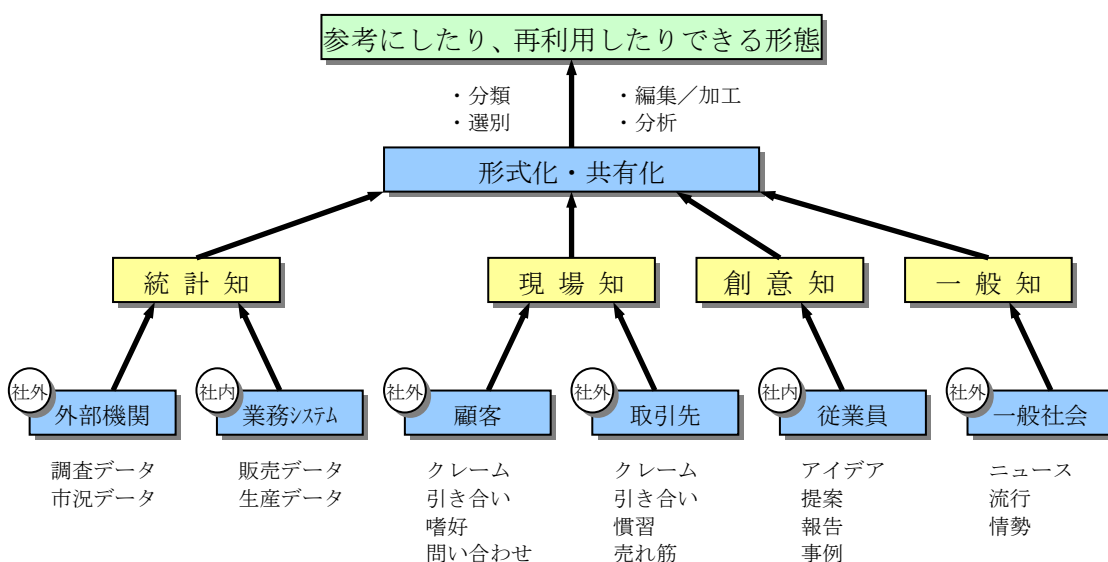 参考にしたり、再利用したりできる形態
・分類
・選別
・編集／加工
・分析
形式化・共有化
統計知
現場知
創意知
一般知
社外
外部機関
社内
業務システム
社外
顧客
社外
取引先
社内
従業員
社外
一般社会
調査データ
市況データ
販売データ
生産データ
クレーム
引き合い
嗜好
問い合わせ
クレーム
引き合い
慣習
売れ筋
アイデア
提案
報告
事例
ニュース
流行
情勢